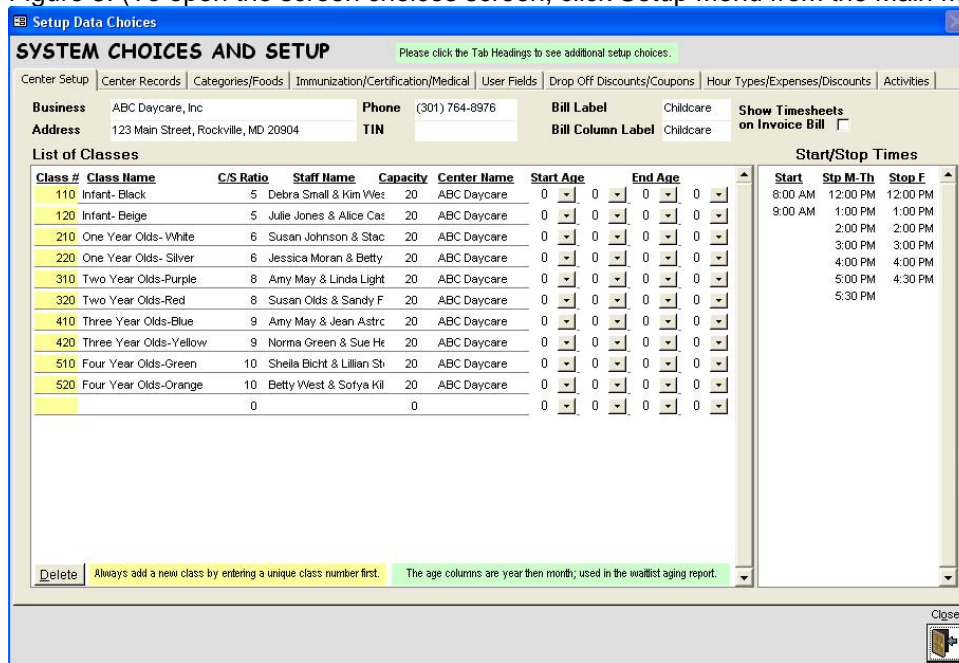 Figure 3. (To open the screen choices screen, click Setup Menu from the Main
Setup Data Choices
SYSTEM CHOICES AND SETUP Please click the Tab Headings to see additional setup choices.
Center Setup Center Records Categories/Foods Immunization/Certification/Medical User Fields Drop Off Discounts/Coupons Hour Types/Expenses/Discounts Activities
Business ABC Daycare, Inc Phone (301) 764-8976 Bill Label Childcare Show Timesheets
Address 123 Main Street, Rockville, MD 20904 TIN Bill Column Label Childcare on Invoice Bill
List of Classes Start/Stop Times
Class # Class Name C/S Ratio Staff Name Capacity Center Name Start Age End Age Start Stp M-Th Stop F
110 Infant- Black 5 Debra Small & Kim Wes 20 ABC Daycare 0 0 0 0 8:00 AM 12:00 PM 12:00 PM
120 Infant- Beige 5 Julie Jones & Alice Cas 20 ABC Daycare 0 0 0 0 9:00 AM 1:00 PM 1:00 PM
210 One Year Olds- White 6 Susan Johnson & Stac 20 ABC Daycare 0 0 0 0 2:00 PM 2:00 PM
220 One Year Olds- Silver 6 Jessica Moran & Betty 20 ABC Daycare 0 0 0 0 3:00 PM 3:00 PM
310 Two Year Olds-Purple 8 Amy May & Linda Light 20 ABC Daycare 0 0 0 0 4:00 PM 4:00 PM
320 Two Year Olds-Red 8 Susan Olds & Sandy F 20 ABC Daycare 0 0 0 0 5:00 PM 4:30 PM
410 Three Year Olds-Blue 9 Amy May & Jean Astrc 20 ABC Daycare 0 0 0 0 5:30 PM
420 Three Year Olds-Yellow 9 Norma Green & Sue He 20 ABC Daycare 0 0 0 0
510 Four Year Olds-Green 10 Sheila Bicht & Lillian St 20 ABC Daycare 0 0 0 0
520 Four Year Olds-Orange 10 Betty West & Sofya Kil 20 ABC Daycare 0 0 0 0
0 0 0 0 0 0
Delete Always add a new class by entering a unique class number first. The age columns are year then month; used in the waitlist aging report.
Close